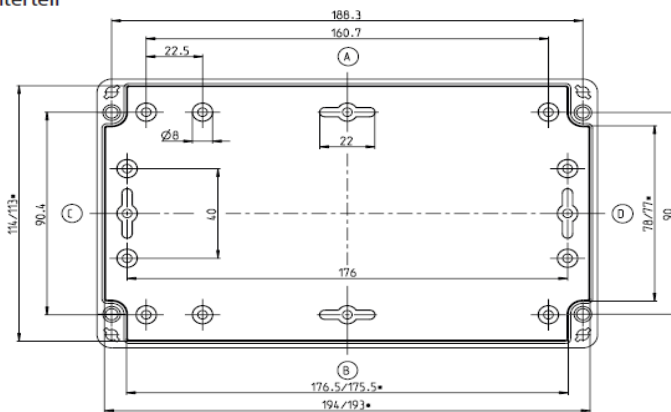 nterteil
188.3
160.7
22.5
A
Ø8
22
114/113*
90.4
C
40
D
78/77*
90
176
B
176.5/175.5*
194/193*